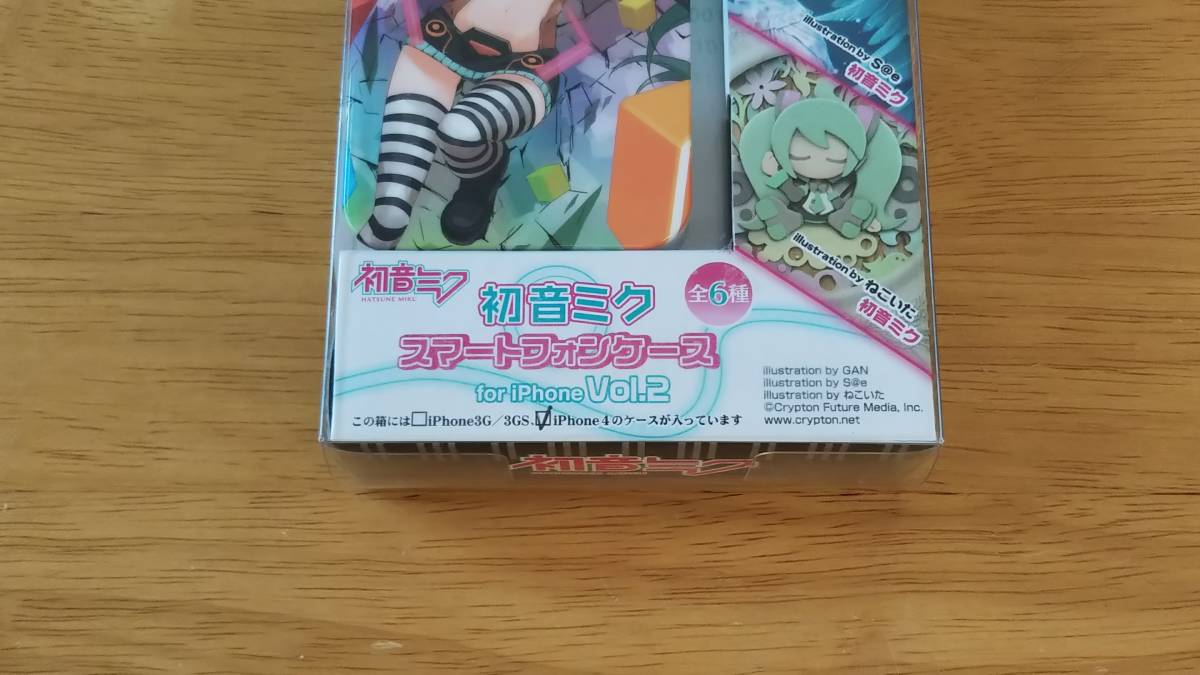 illustration by S@e
初音ミク
illustration by ねこいた
初音ミク
初音ミク
HATSUNE MIKU
初音ミク
全6種
スマートフォンケース
for iPhone Vol.2
この箱には□iPhone3G／3GS、☑iPhone4のケースが入っています
illustration by GAN
illustration by S@e
illustration by ねこいた
©Crypton Future Media, Inc.
www.crypton.net
初音ミク